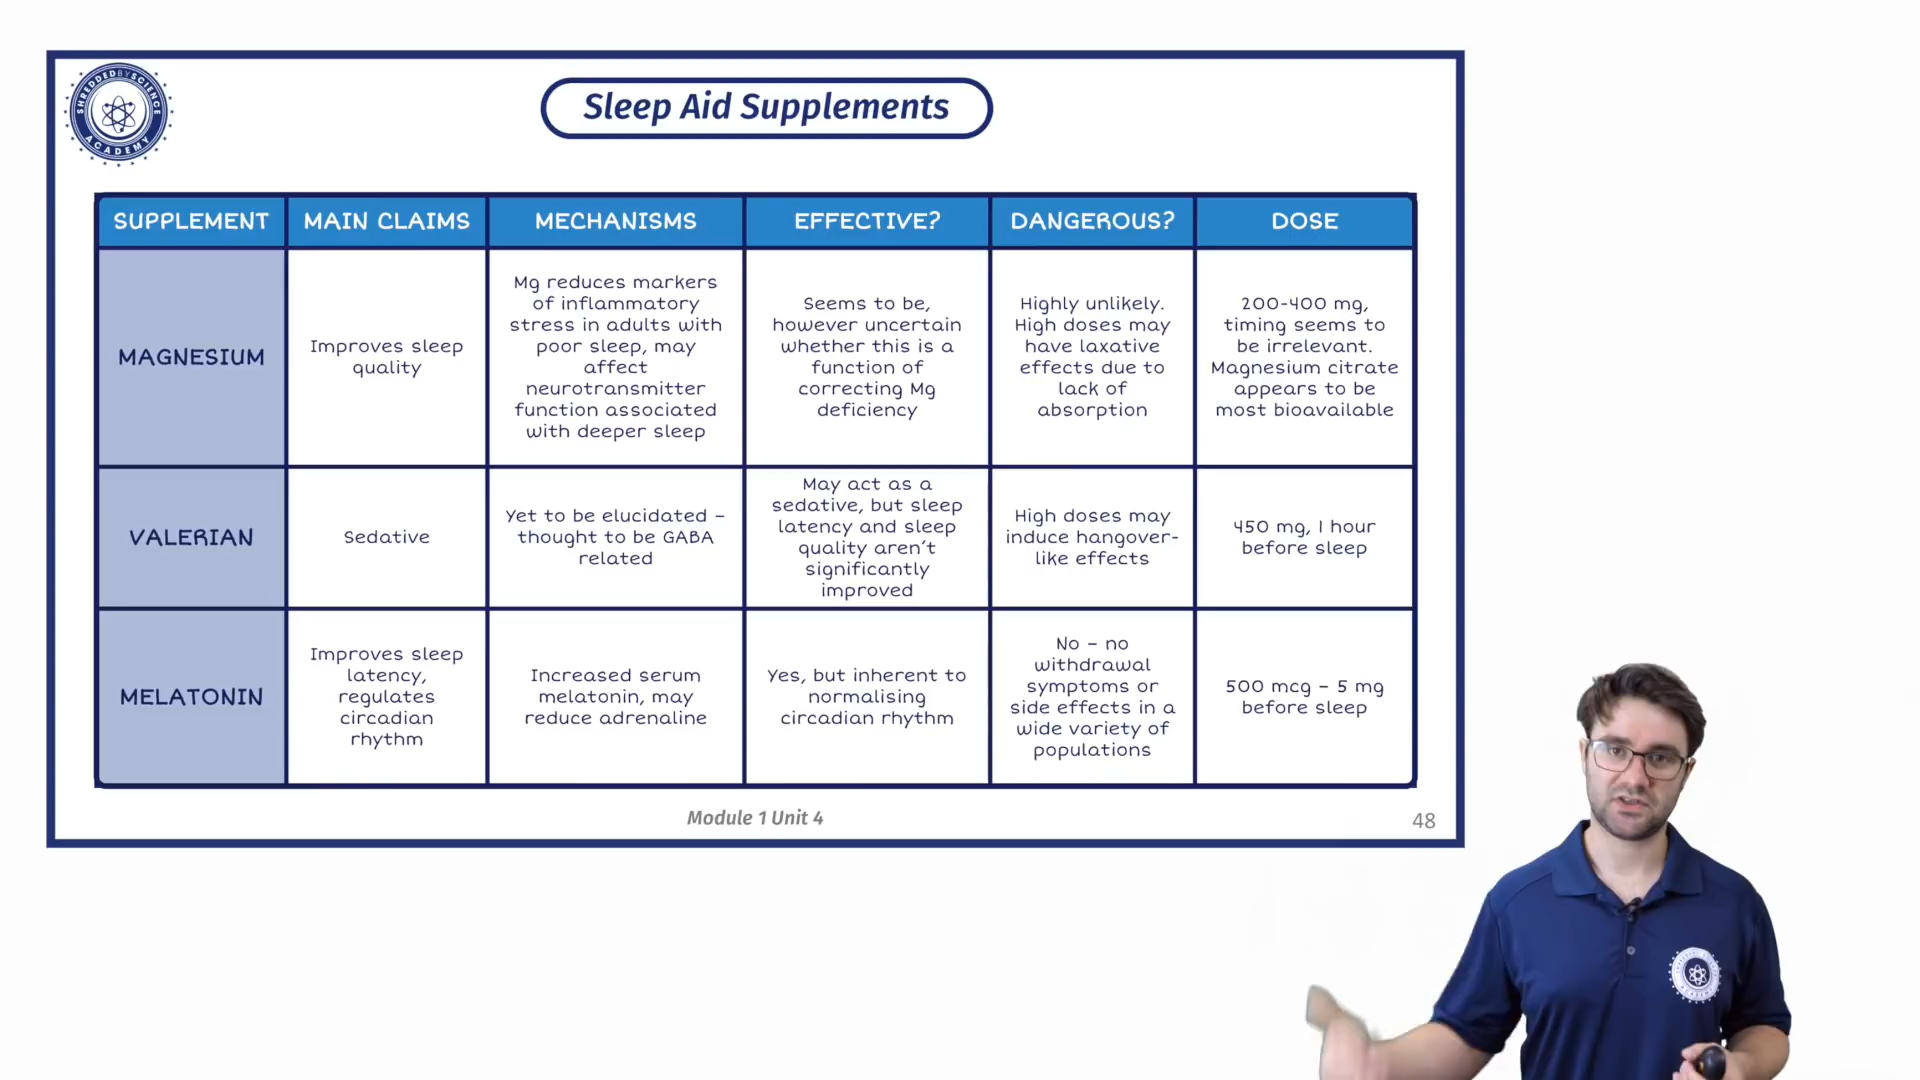 SHREDDEDBYSCIENCE
ACADEMY
Sleep Aid Supplements
SUPPLEMENT
MAIN CLAIMS
MECHANISMS
EFFECTIVE?
DANGEROUS?
DOSE
MAGNESIUM
Improves sleep
quality
Mg reduces markers
of inflammatory
stress in adults with
poor sleep, may
affect
neurotransmitter
function associated
with deeper sleep
Seems to be,
however uncertain
whether this is a
function of
correcting Mg
deficiency
Highly unlikely.
High doses may
have laxative
effects due to
lack of
absorption
200-400 mg,
timing seems to
be irrelevant.
Magnesium citrate
appears to be
most bioavailable
VALERIAN
Sedative
Yet to be elucidated –
thought to be GABA
related
May act as a
sedative, but sleep
latency and sleep
quality aren't
significantly
improved
High doses may
induce hangover-
like effects
450 mg, 1 hour
before sleep
MELATONIN
Improves sleep
latency,
regulates
circadian
rhythm
Increased serum
melatonin, may
reduce adrenaline
Yes, but inherent to
normalising
circadian rhythm
No – no
withdrawal
symptoms or
side effects in a
wide variety of
populations
500 mcg – 5 mg
before sleep
Module 1 Unit 4
48